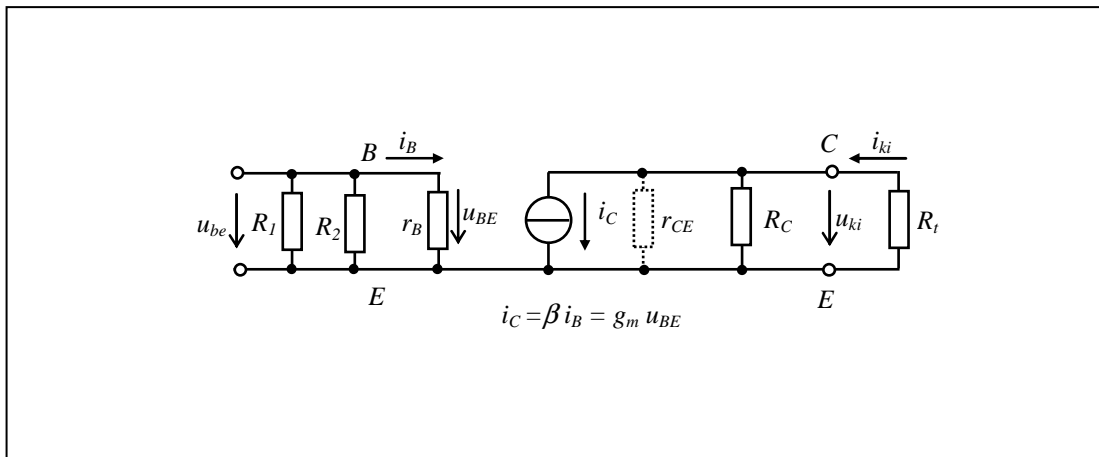 B i_B C i_ki
u_be R_1 R_2 r_B u_BE i_C r_CE R_C u_ki R_t
E E
i_C = β i_B = g_m u_BE